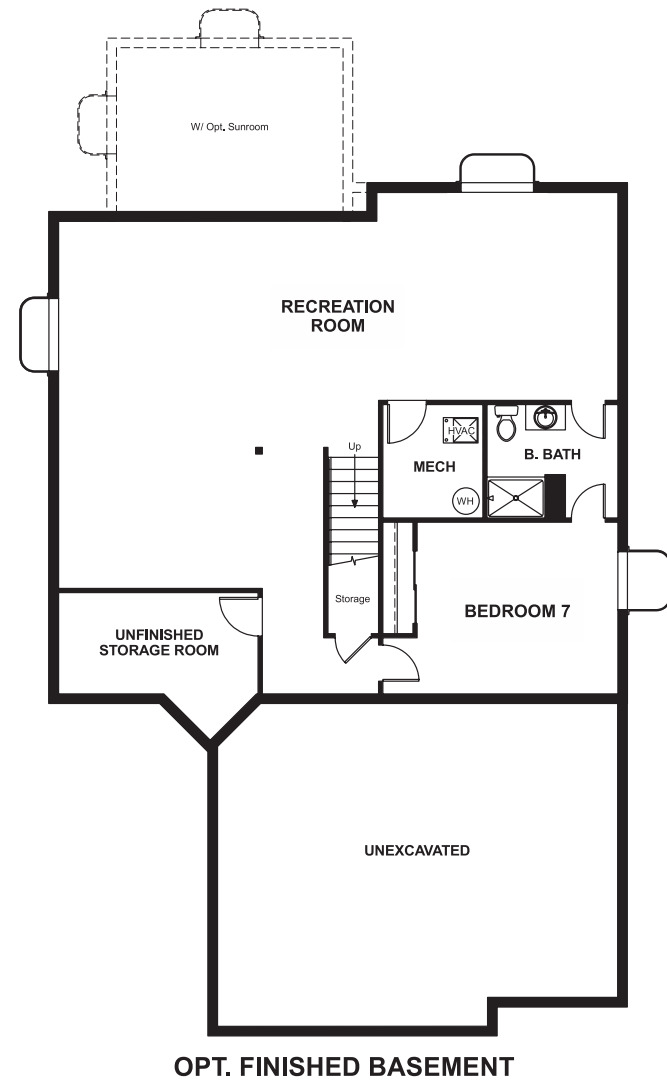 W/ Opt. Sunroom
RECREATION
ROOM
Up
HVAC
MECH
B. BATH
WH
Storage
BEDROOM 7
UNFINISHED
STORAGE ROOM
UNEXCAVATED
OPT. FINISHED BASEMENT